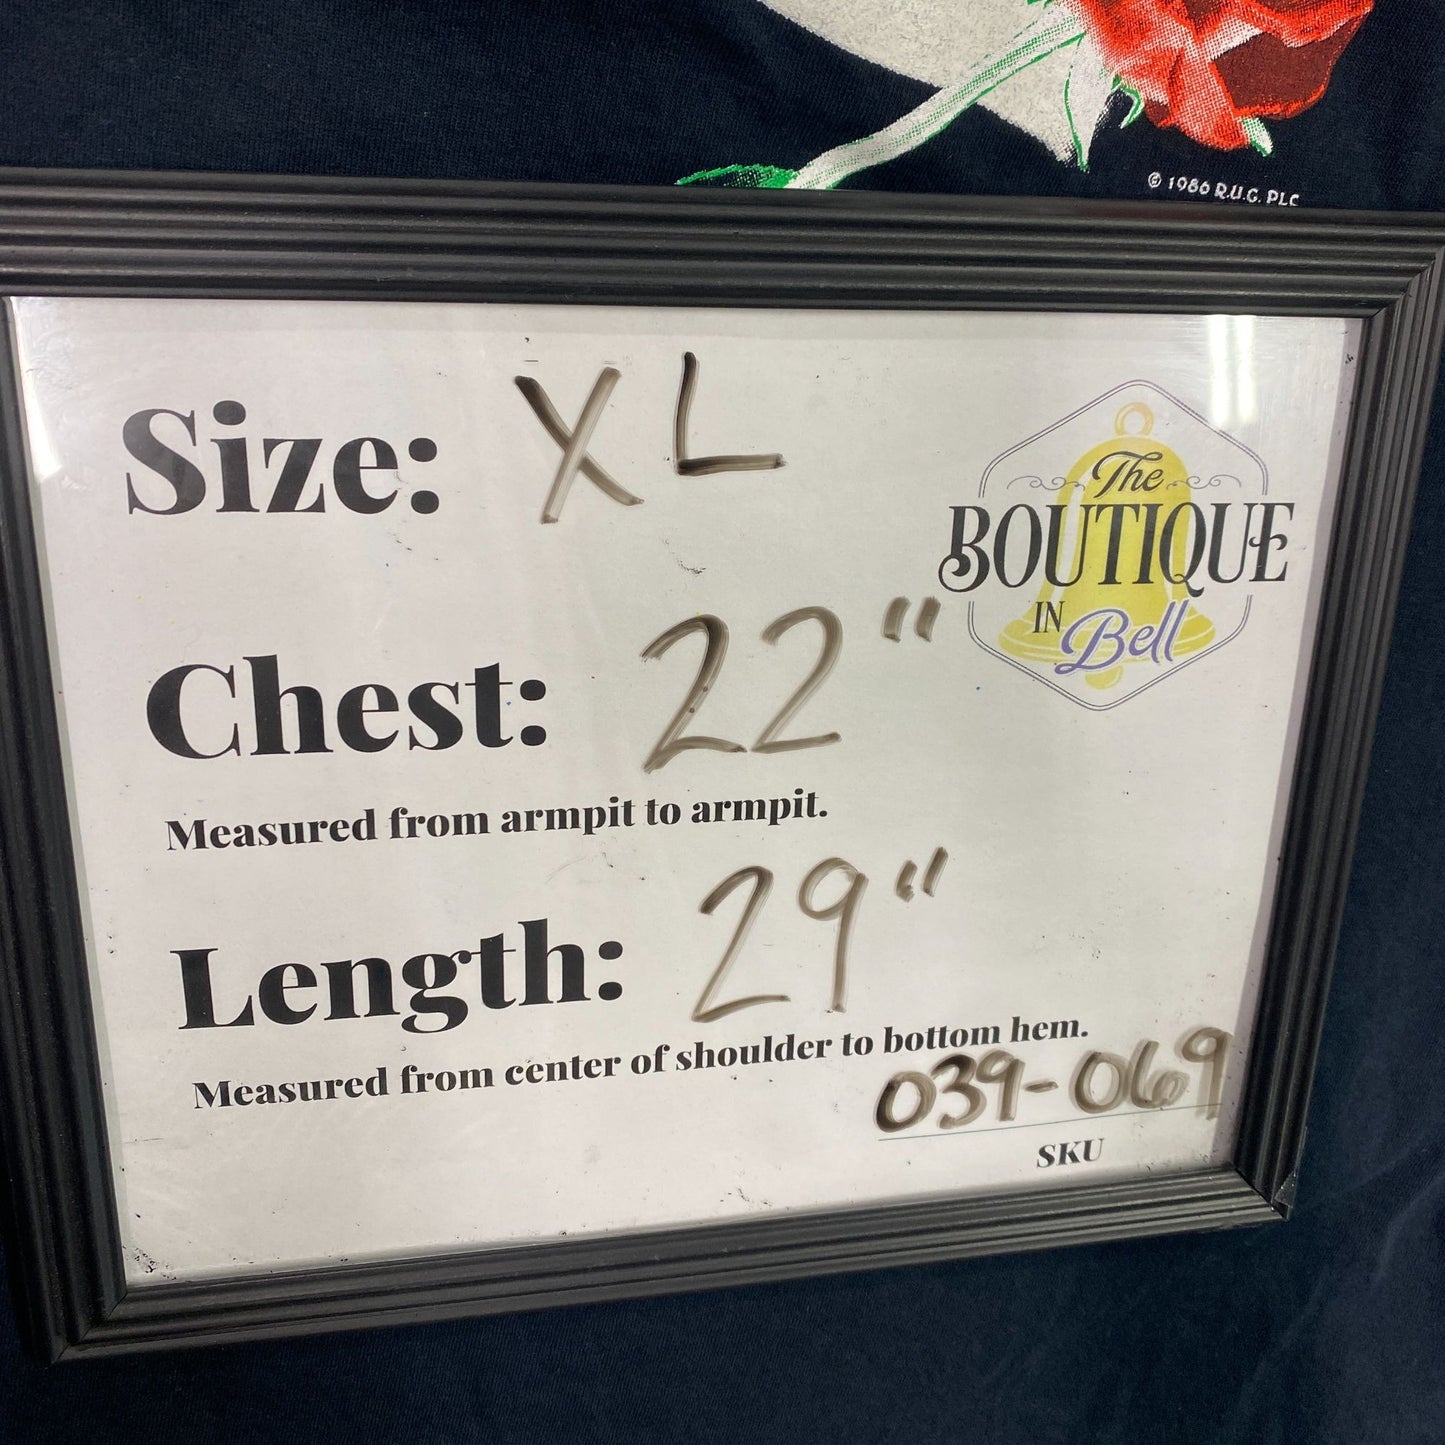 © 1986 R.U.G. PLC
Size: XL
The
BOUTIQUE
IN
Bell
Chest: 22"
Measured from armpit to armpit.
Length: 29"
Measured from center of shoulder to bottom hem.
039-069
SKU